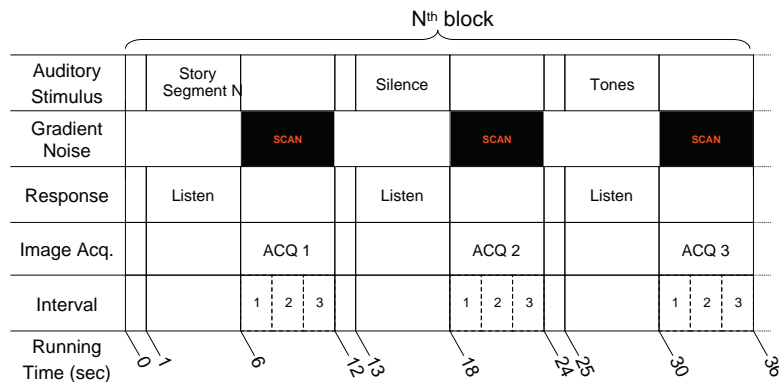 Nth block
Auditory Stimulus
Story Segment N
Silence
Tones
Gradient Noise
SCAN
SCAN
SCAN
Response
Listen
Listen
Listen
Image Acq.
ACQ 1
ACQ 2
ACQ 3
Interval
1 2 3
1 2 3
1 2 3
Running Time (sec)
0 1 6 12 13 18 24 25 30 36